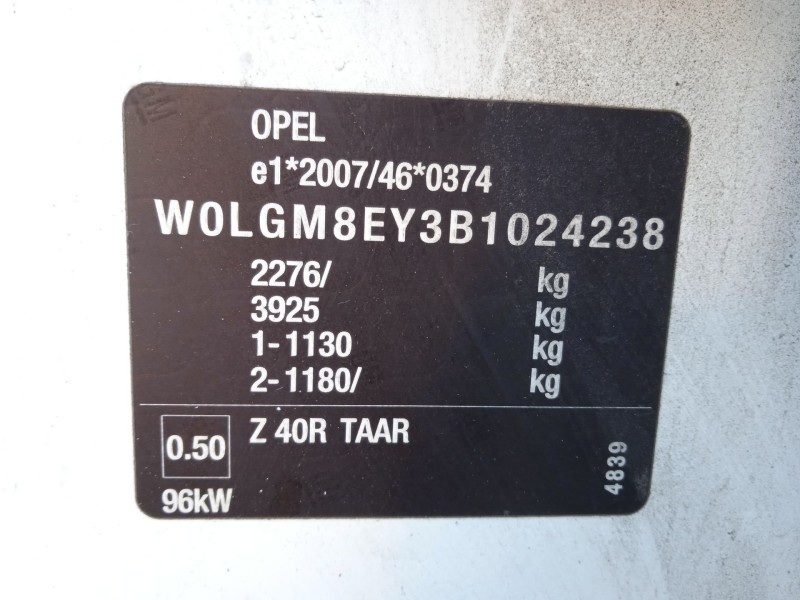 OPEL
e1*2007/46*0374
W0LGM8EY3B1024238
2276/ kg
3925 kg
1-1130 kg
2-1180/ kg
0.50 Z 40R TAAR
96kW
4839